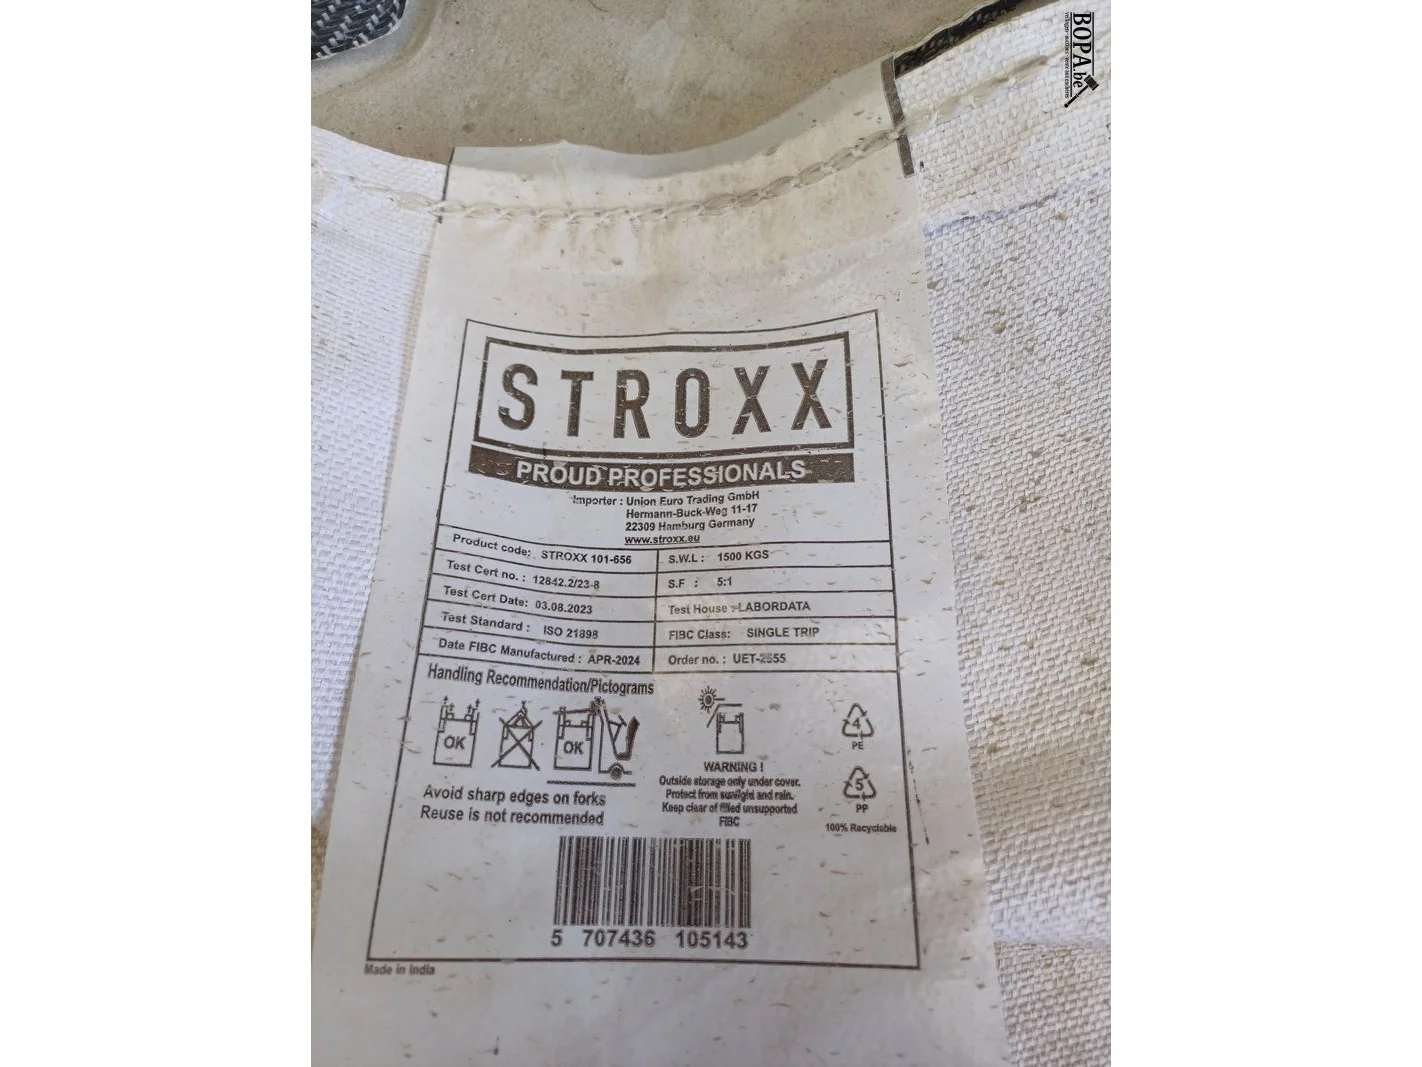 BOPA.be
STROXX
PROUD PROFESSIONALS
Importer : Union Euro Trading GmbH
Hermann-Buck-Weg 11-17
22309 Hamburg Germany
www.stroxx.eu
Product code: STROXX 101-656
S.W.L : 1500 KGS
Test Cert no. : 12842.2/23-8
S.F : 5:1
Test Cert Date: 03.08.2023
Test House :-LABORDATA
Test Standard : ISO 21898
FIBC Class: SINGLE TRIP
Date FIBC Manufactured : APR-2024
Order no. : UET-2555
Handling Recommendation/Pictograms
OK
OK
Avoid sharp edges on forks
Reuse is not recommended
WARNING !
Outside storage only under cover.
Protect from sunlight and rain.
Keep clear of filled unsupported
FIBC
4
PE
5
PP
100% Recyclable
5 707436 105143
Made in India